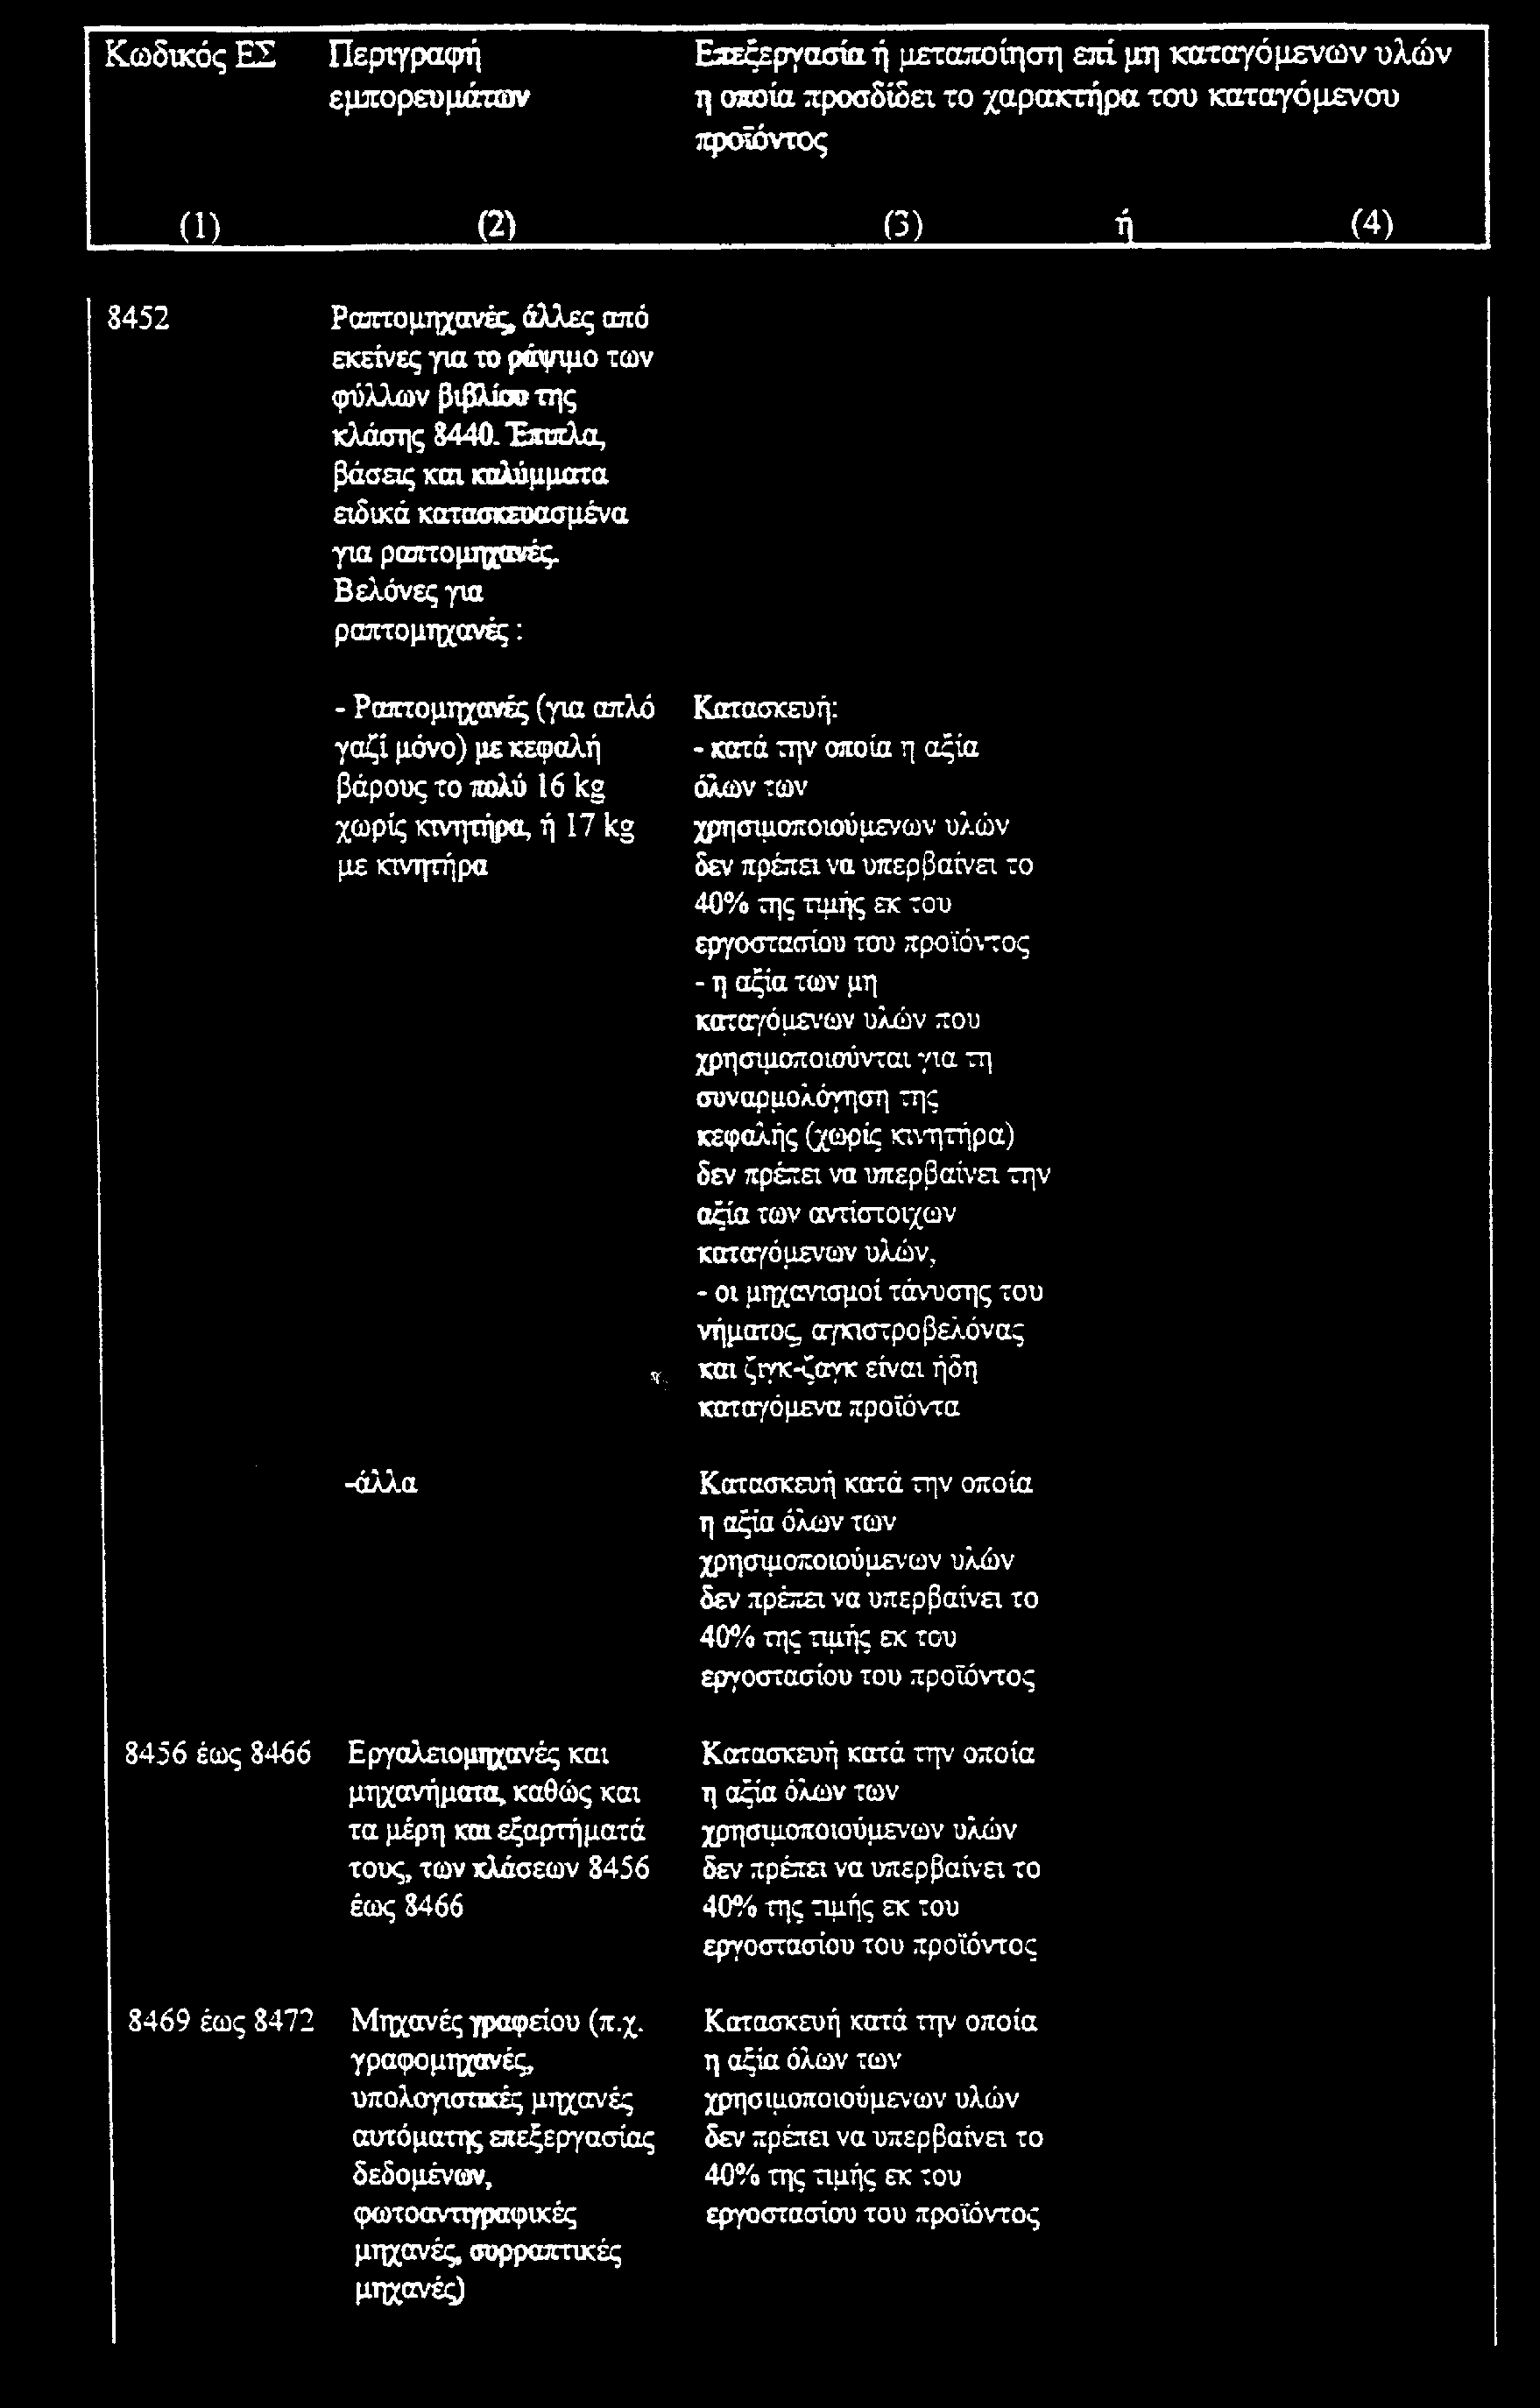 Κωδικός ΕΣ
Περιγραφή
εμπορευμάτων
Επεξεργασία ή μεταποίηση επί μη καταγόμενων υλών
η οποία προσδίδει το χαρακτήρα του καταγόμενου
προϊόντος
(1)
(2)
(3)
ή
(4)
8452
Ραπτομηχανές, άλλες από
εκείνες για το ράψιμο των
φύλλων βιβλίου της
κλάσης 8440. Έπιπλα,
βάσεις και καλύμματα
ειδικά κατασκευασμένα
για ραπτομηχανές.
Βελόνες για
ραπτομηχανές :
- Ραπτομηχανές (για απλό
γαζί μόνο) με κεφαλή
βάρους το πολύ 16 kg
χωρίς κινητήρα, ή 17 kg
με κινητήρα
Κατασκευή:
- κατά την οποία η αξία
όλων των
χρησιμοποιούμενων υλών
δεν πρέπει να υπερβαίνει το
40% της τιμής εκ του
εργοστασίου του προϊόντος
- η αξία των μη
καταγόμενων υλών που
χρησιμοποιούνται για τη
συναρμολόγηση της
κεφαλής (χωρίς κινητήρα)
δεν πρέπει να υπερβαίνει την
αξία των αντίστοιχων
καταγόμενων υλών,
- οι μηχανισμοί τάνυσης του
νήματος, αγκιστροβελόνας
και ζιγκ-ζαγκ είναι ήδη
καταγόμενα προϊόντα
-άλλα
Κατασκευή κατά την οποία
η αξία όλων των
χρησιμοποιούμενων υλών
δεν πρέπει να υπερβαίνει το
40% της τιμής εκ του
εργοστασίου του προϊόντος
8456 έως 8466
Εργαλειομηχανές και
μηχανήματα, καθώς και
τα μέρη και εξαρτήματά
τους, των κλάσεων 8456
έως 8466
Κατασκευή κατά την οποία
η αξία όλων των
χρησιμοποιούμενων υλών
δεν πρέπει να υπερβαίνει το
40% της τιμής εκ του
εργοστασίου του προϊόντος
8469 έως 8472
Μηχανές γραφείου (π.χ.
γραφομηχανές,
υπολογιστικές μηχανές
αυτόματης επεξεργασίας
δεδομένων,
φωτοαντιγραφικές
μηχανές, συρραπτικές
μηχανές)
Κατασκευή κατά την οποία
η αξία όλων των
χρησιμοποιούμενων υλών
δεν πρέπει να υπερβαίνει το
40% της τιμής εκ του
εργοστασίου του προϊόντος